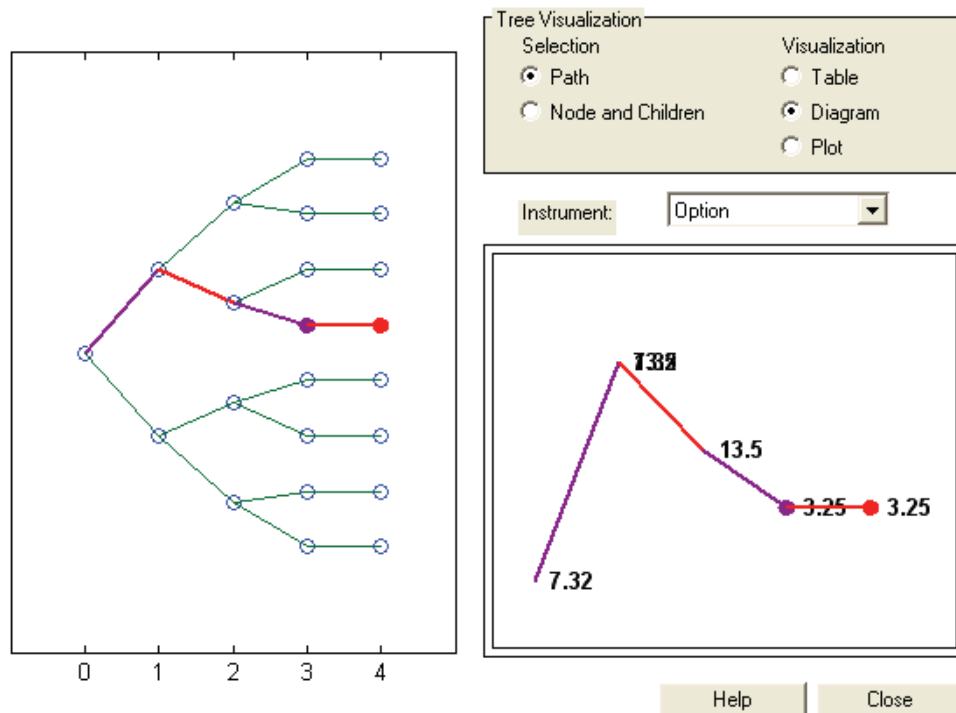 Tree Visualization
Selection
Visualization
Path
Table
Node and Children
Diagram
Plot
Instrument:
Option
13.5
3.25
3.25
7.32
0 1 2 3 4
Help
Close